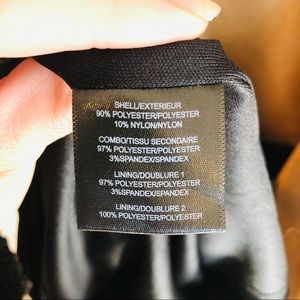 SHELL/EXTERIEUR
90% POLYESTER/POLYESTER
10% NYLON/NYLON
COMBO/TISSU SECONDAIRE
97% POLYESTER/POLYESTER
3%SPANDEX/SPANDEX
LINING/DOUBLURE 1
97% POLYESTER/POLYESTER
3%SPANDEX/SPANDEX
LINING/DOUBLURE 2
100% POLYESTER/POLYESTER